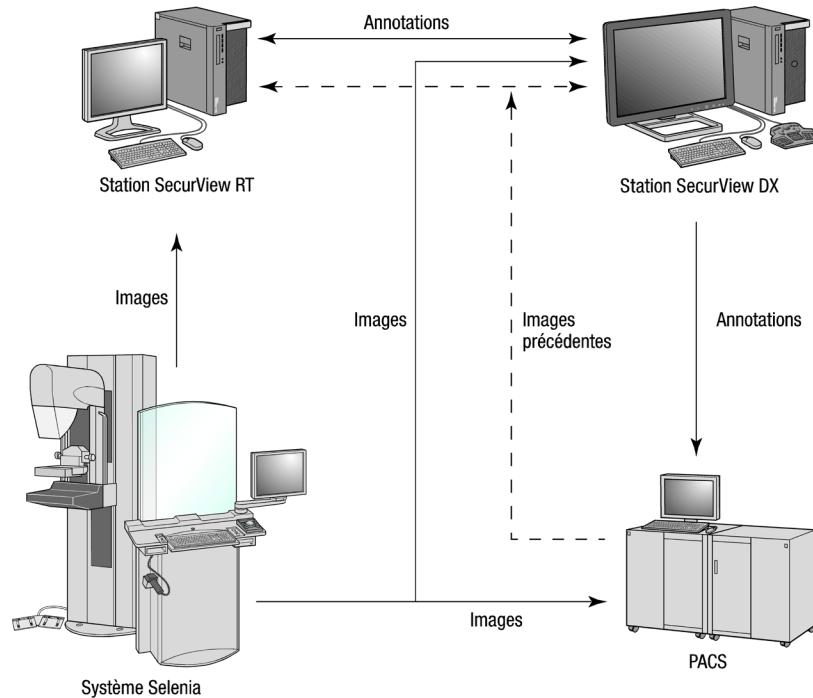 Annotations
Station SecurView RT
Station SecurView DX
Images
Images
Images
précédentes
Annotations
Images
PACS
Système Selenia